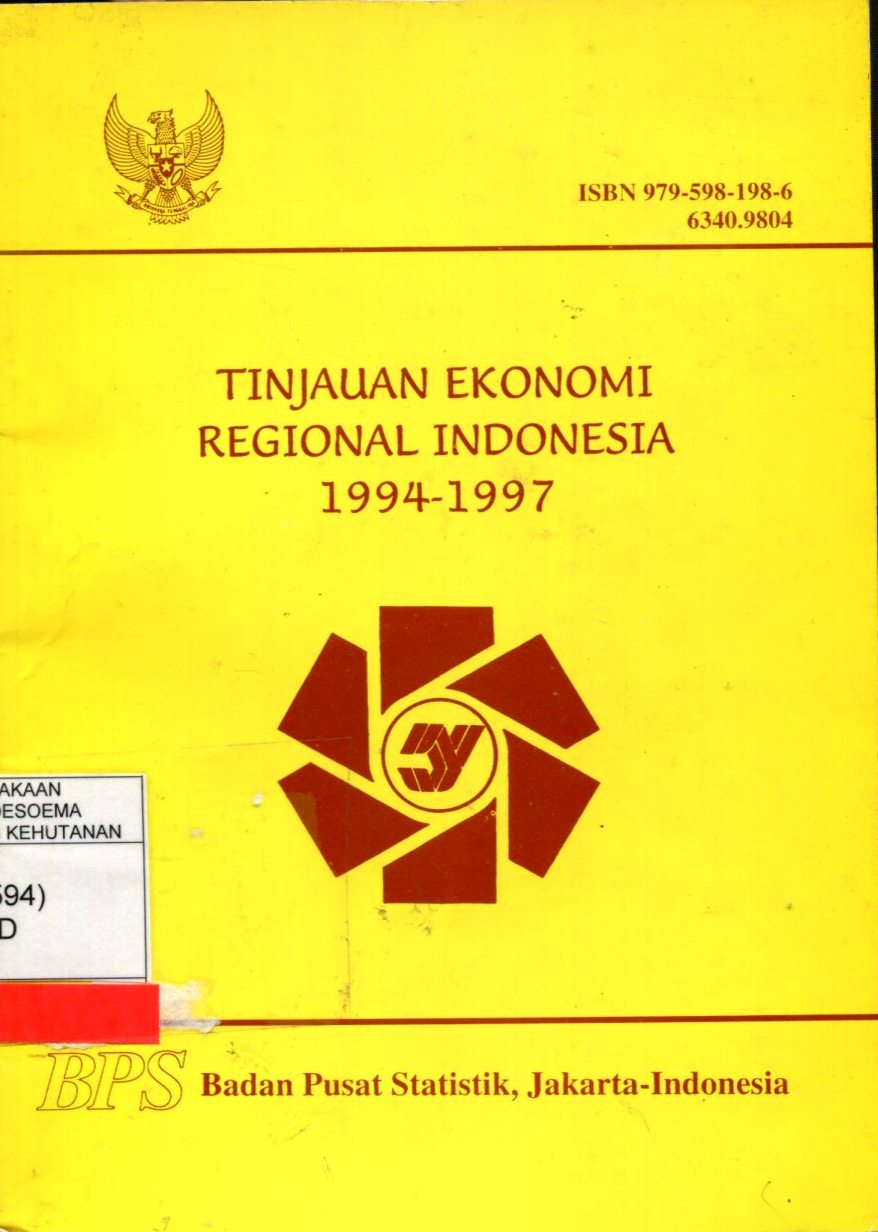 ISBN 979-598-198-6
6340.9804
TINJAUAN EKONOMI
REGIONAL INDONESIA
1994-1997
AKAAN
DESOEMA
KEHUTANAN
594)
D
BPS
Badan Pusat Statistik, Jakarta-Indonesia